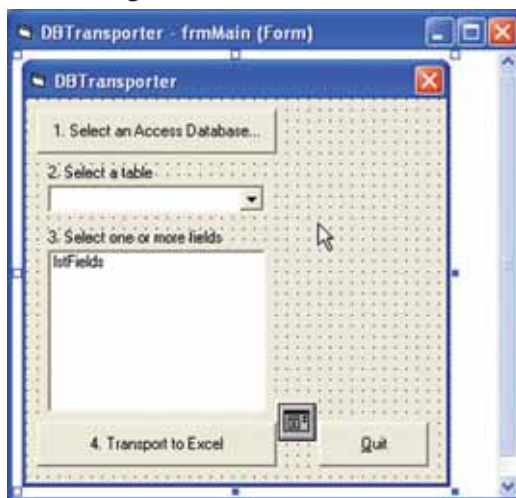 DBTransporter - frmMain (Form)
DBTransporter
1. Select an Access Database...
2. Select a table
3. Select one or more fields
lstFields
4. Transport to Excel
Quit